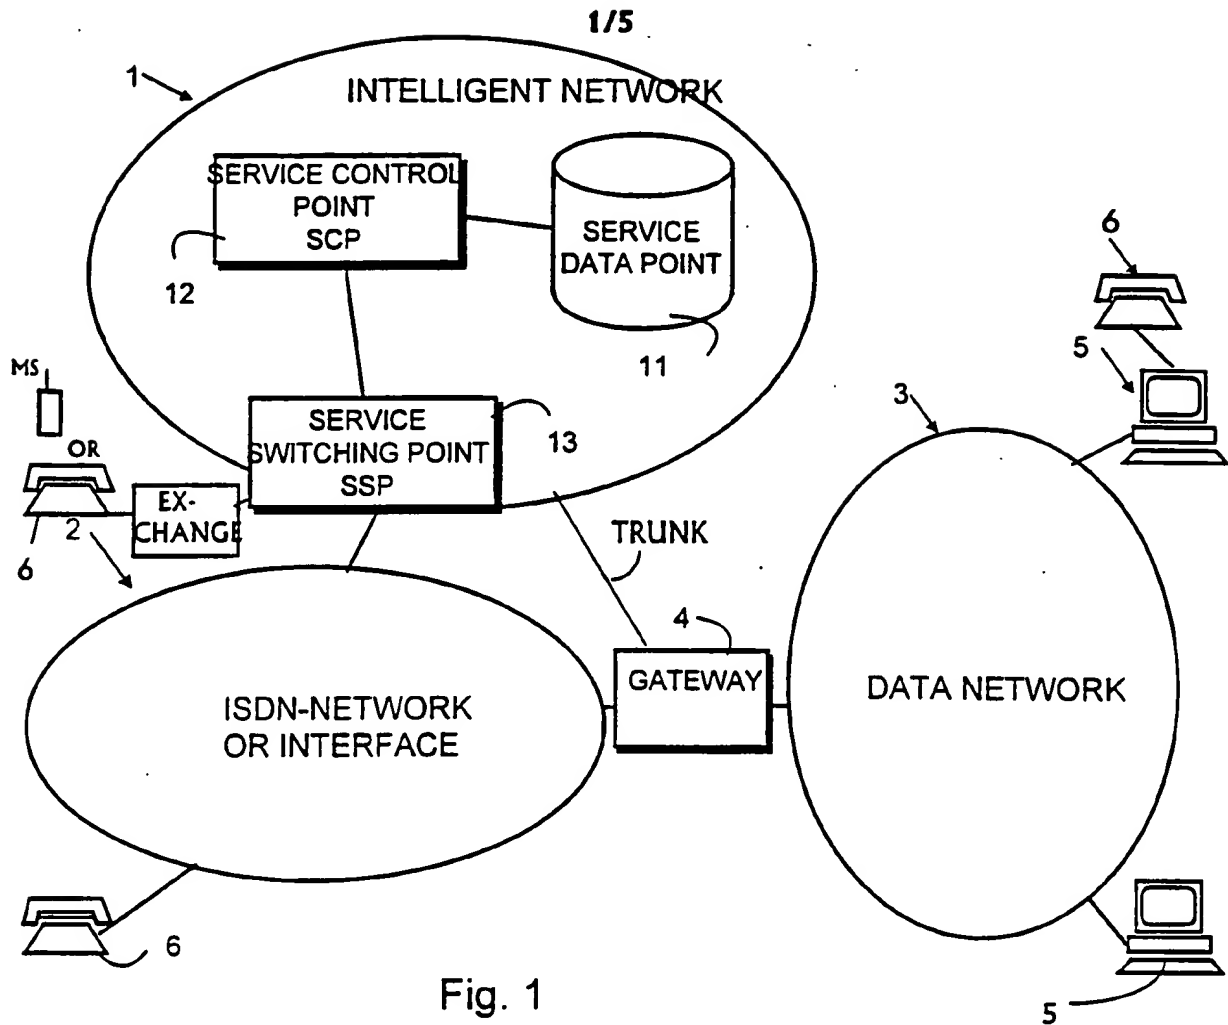 1/5
1
INTELLIGENT NETWORK
SERVICE CONTROL
POINT
SCP
12
SERVICE
DATA POINT
11
6
5
MS
OR
6
2
EX-
CHANGE
SERVICE
SWITCHING POINT
SSP
13
3
TRUNK
4
GATEWAY
DATA NETWORK
ISDN-NETWORK
OR INTERFACE
6
5
Fig. 1